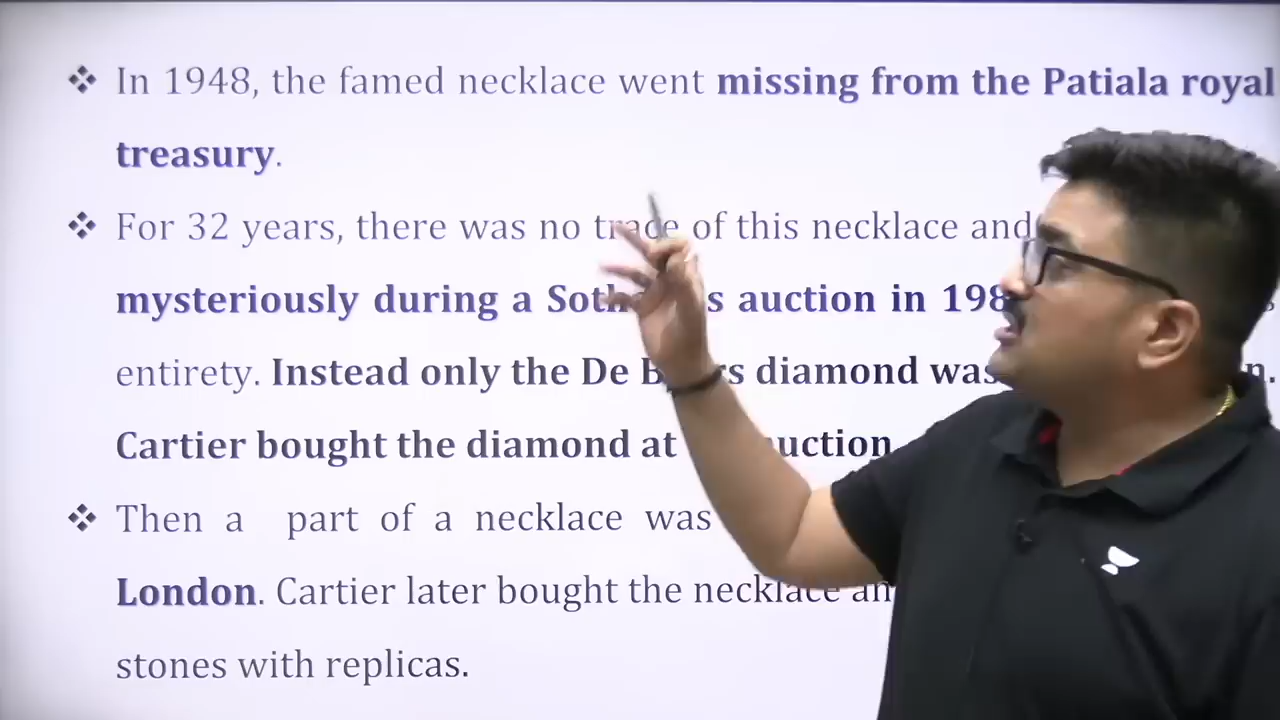 In 1948, the famed necklace went missing from the Patiala royal
treasury.
For 32 years, there was no trace of this necklace and
mysteriously during a auction in
entirety. Instead only the De diamond was
Cartier bought the diamond at auction
Then a part of a necklace was
London. Cartier later bought the necklace
stones with replicas.